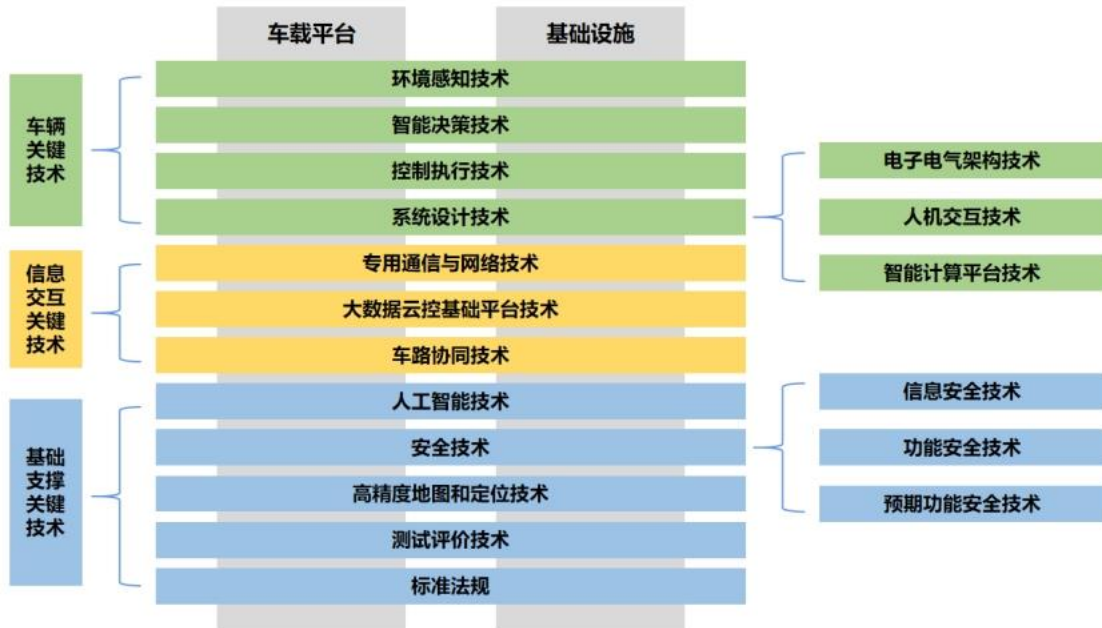 车载平台
基础设施
车辆
关键
技术
环境感知技术
智能决策技术
控制执行技术
系统设计技术
电子电气架构技术
人机交互技术
智能计算平台技术
信息
交互
关键
技术
专用通信与网络技术
大数据云控基础平台技术
车路协同技术
基础
支撑
关键
技术
人工智能技术
安全技术
高精度地图和定位技术
测试评价技术
标准法规
信息安全技术
功能安全技术
预期功能安全技术